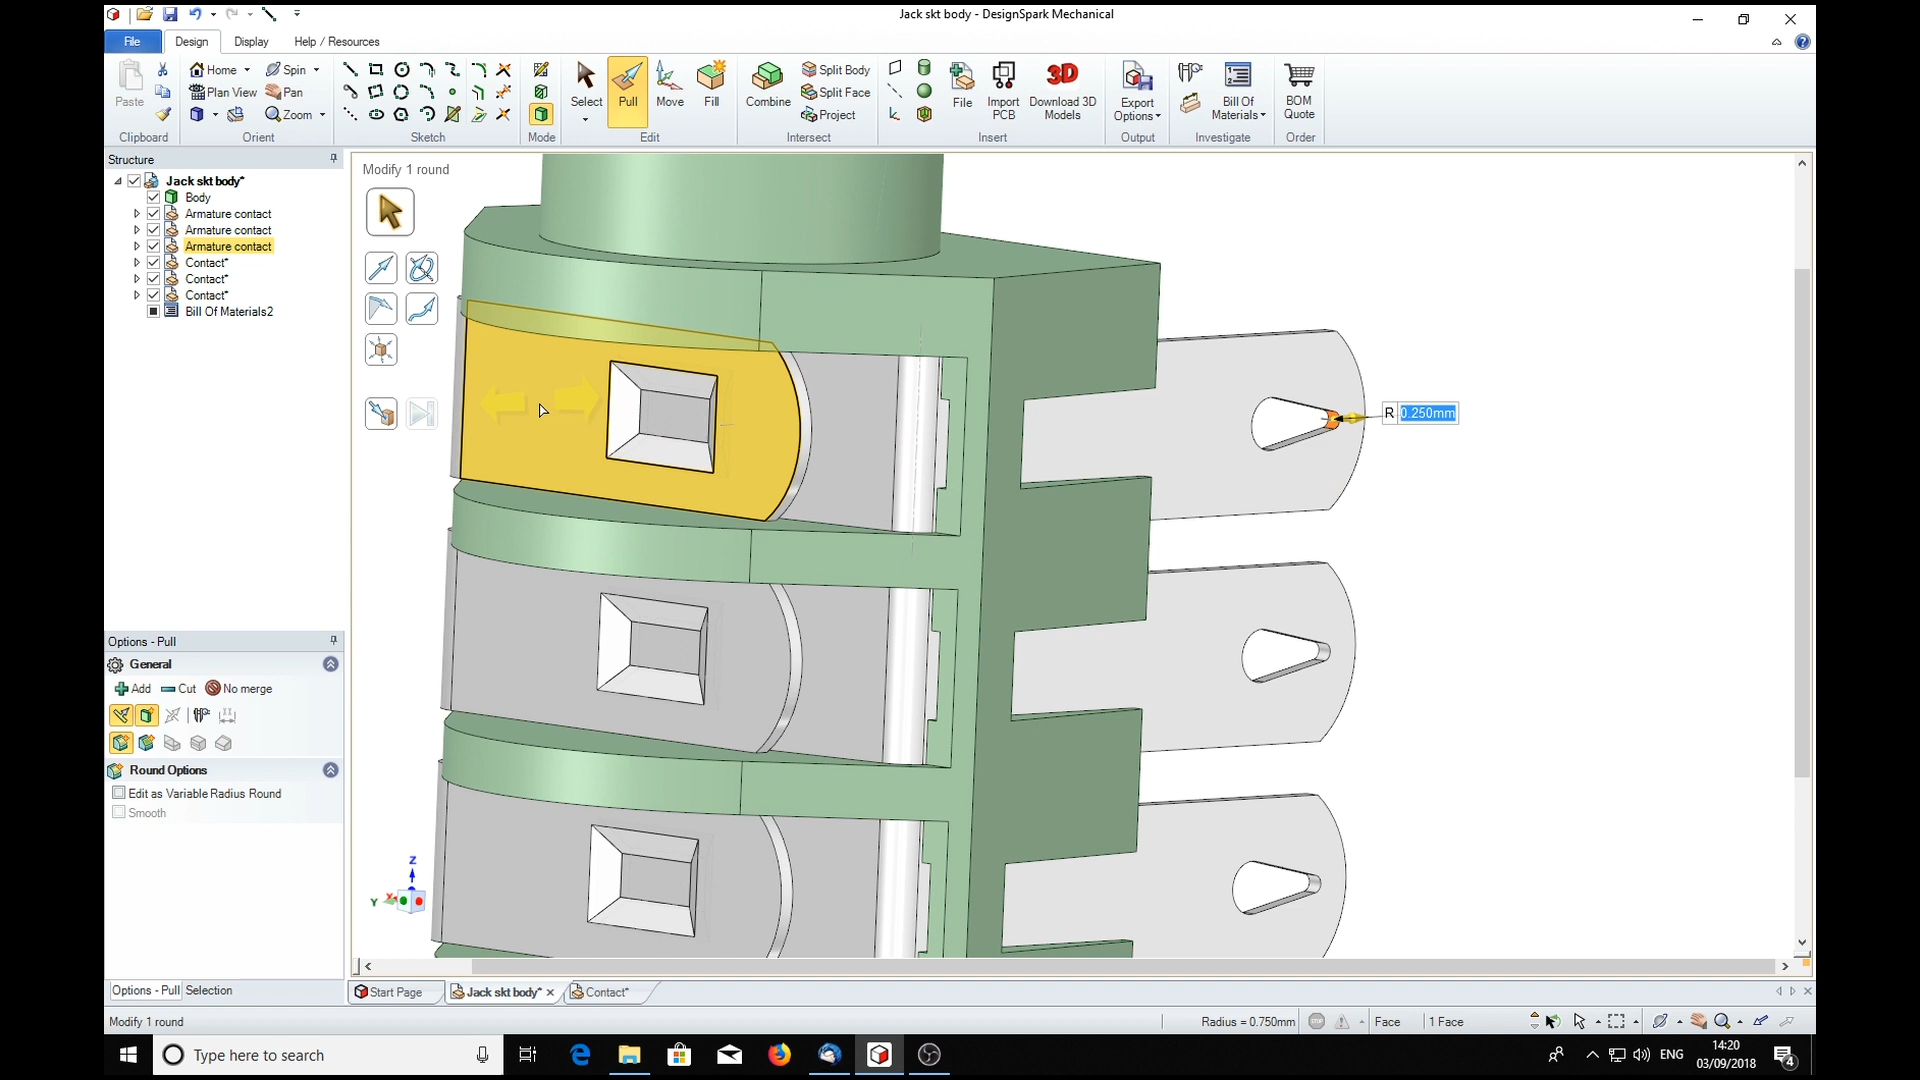 Jack skt body - DesignSpark Mechanical
File Design Display Help / Resources
Paste
Home
Plan View
Spin
Pan
Zoom
Select
Pull
Move
Fill
Combine
Split Body
Split Face
Project
File
Import PCB
3D
Download 3D Models
Export Options
Bill Of Materials
BOM Quote
Clipboard Orient Sketch Mode Edit Intersect Insert Output Investigate Order
Structure
Jack skt body*
Body
Armature contact
Armature contact
Armature contact
Contact*
Contact*
Contact*
Bill Of Materials2
Modify 1 round
R 0.250mm
Options - Pull
General
Add Cut No merge
Round Options
Edit as Variable Radius Round
Smooth
Z
Y
X
Options - Pull Selection
Start Page Jack skt body* Contact*
Modify 1 round
Radius = 0.750mm
Face
1 Face
Type here to search
ENG
14:20
03/09/2018
4